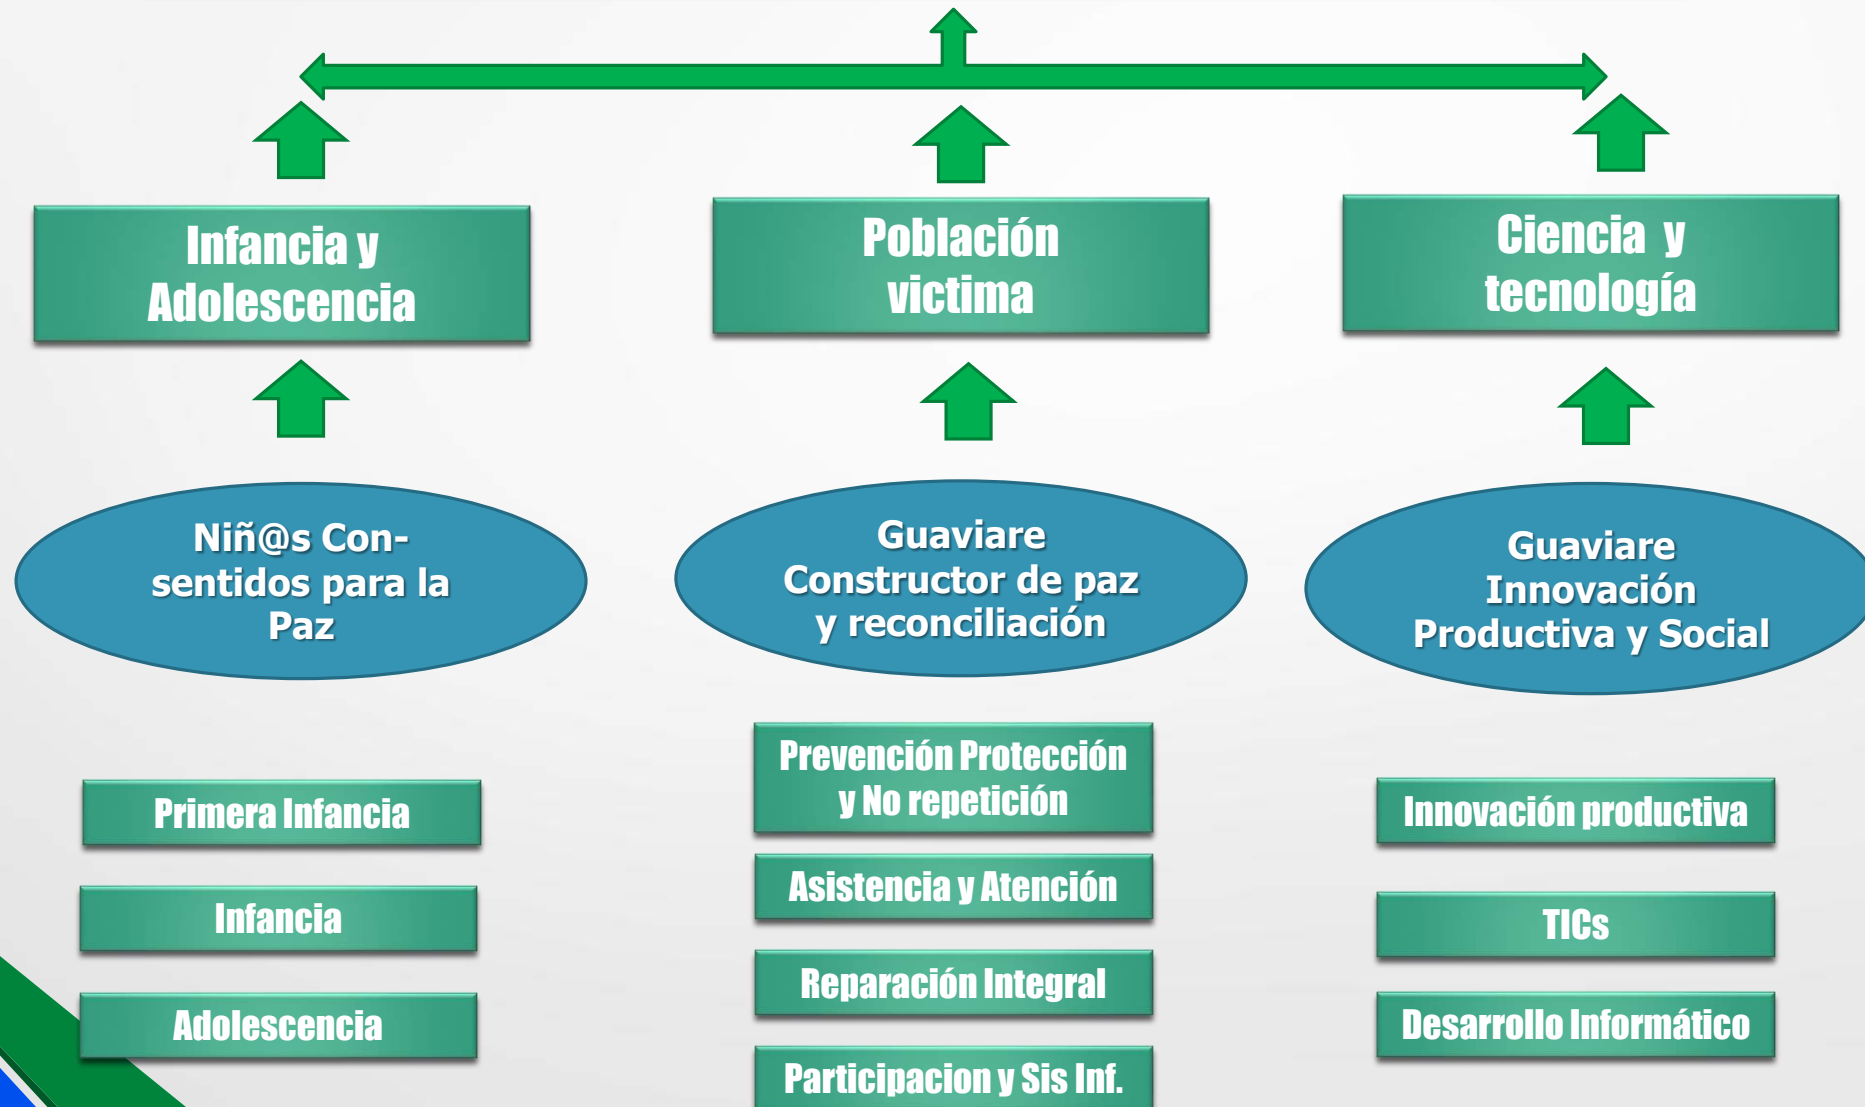 Infancia y
Adolescencia
Población
victima
Ciencia y
tecnología
Niñ@s Con-
sentidos para la
Paz
Guaviare
Constructor de paz
y reconciliación
Guaviare
Innovación
Productiva y Social
Primera Infancia
Infancia
Adolescencia
Prevención Protección
y No repetición
Asistencia y Atención
Reparación Integral
Participacion y Sis Inf.
Innovación productiva
TICs
Desarrollo Informático